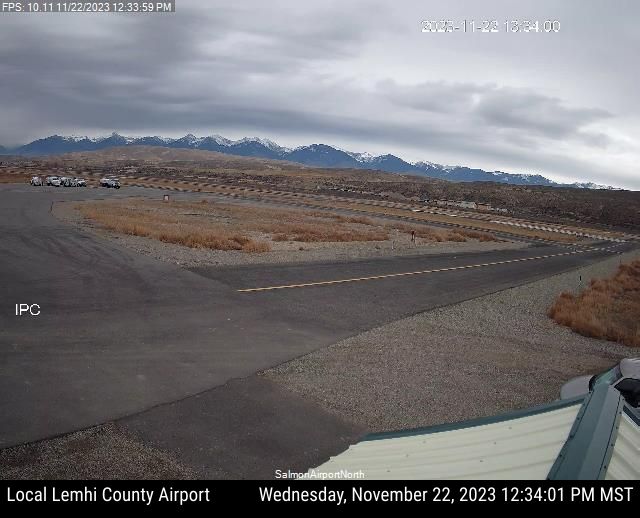 FPS: 10.11 11/22/2023 12:33:59 PM
2023-11-22 13:34:00
IPC
SalmonAirportNorth
Local Lemhi County Airport Wednesday, November 22, 2023 12:34:01 PM MST